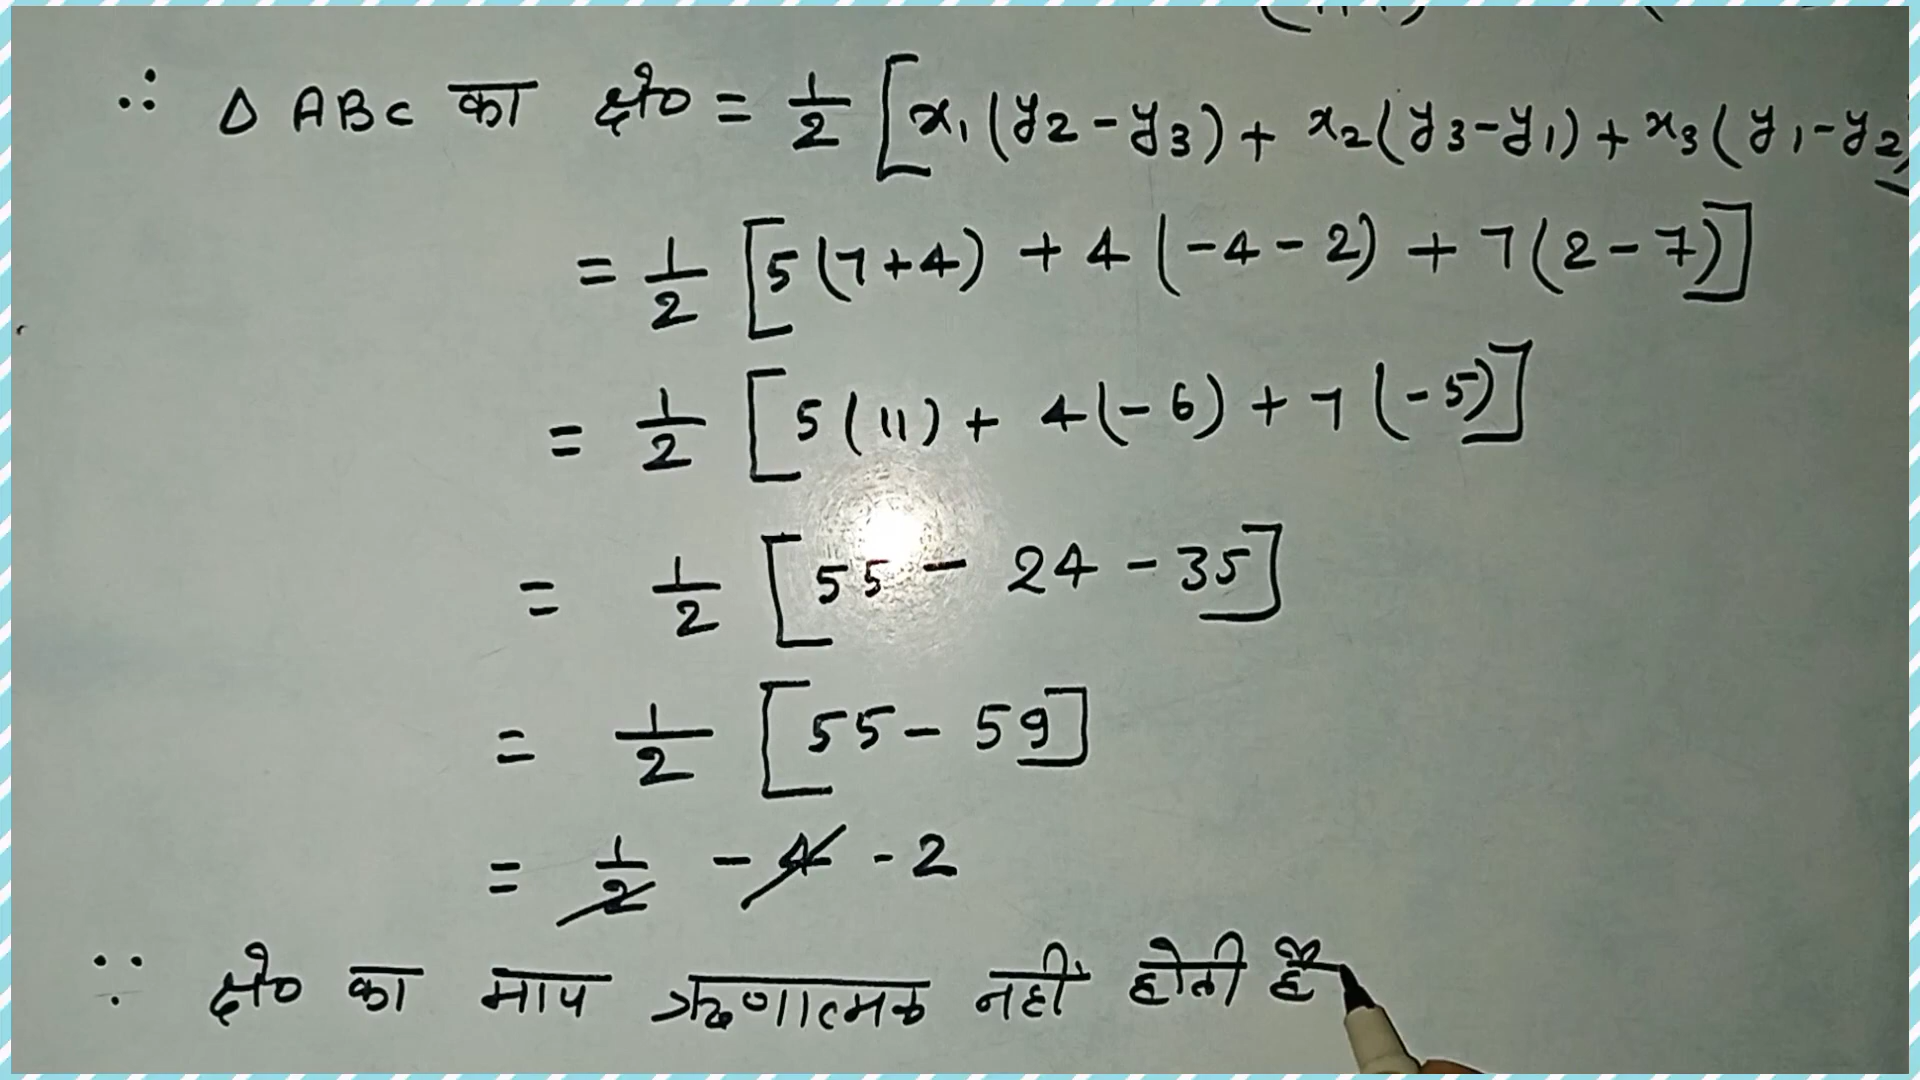 ∴ Δ ABC का क्षे० = 1/2 [x₁(y₂-y₃) + x₂(y₃-y₁) + x₃(y₁-y₂)
= 1/2 [5(7+4) + 4(-4-2) + 7(2-7)]
= 1/2 [5(11) + 4(-6) + 7(-5)]
= 1/2 [55 - 24 - 35]
= 1/2 [55 - 59]
= 1/2 - 4 - 2
∵ क्षे० का माप ऋणात्मक नहीं होती हैं